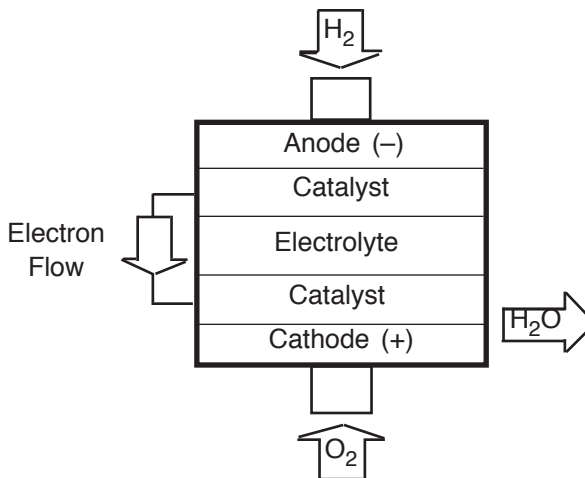 H₂
Anode (–)
Catalyst
Electron
Flow
Electrolyte
Catalyst
H₂O
Cathode (+)
O₂